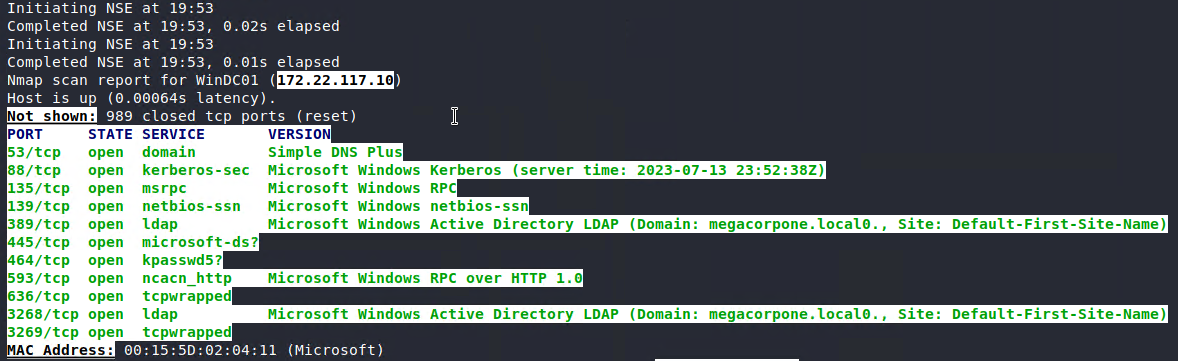 Initiating NSE at 19:53
Completed NSE at 19:53, 0.02s elapsed
Initiating NSE at 19:53
Completed NSE at 19:53, 0.01s elapsed
Nmap scan report for WinDC01 (172.22.117.10)
Host is up (0.00064s latency).
Not shown: 989 closed tcp ports (reset)
PORT     STATE SERVICE       VERSION
53/tcp   open  domain        Simple DNS Plus
88/tcp   open  kerberos-sec  Microsoft Windows Kerberos (server time: 2023-07-13 23:52:38Z)
135/tcp  open  msrpc         Microsoft Windows RPC
139/tcp  open  netbios-ssn   Microsoft Windows netbios-ssn
389/tcp  open  ldap          Microsoft Windows Active Directory LDAP (Domain: megacorpone.local0., Site: Default-First-Site-Name)
445/tcp  open  microsoft-ds?
464/tcp  open  kpasswd5?
593/tcp  open  ncacn_http    Microsoft Windows RPC over HTTP 1.0
636/tcp  open  tcpwrapped
3268/tcp open  ldap          Microsoft Windows Active Directory LDAP (Domain: megacorpone.local0., Site: Default-First-Site-Name)
3269/tcp open  tcpwrapped
MAC Address: 00:15:5D:02:04:11 (Microsoft)